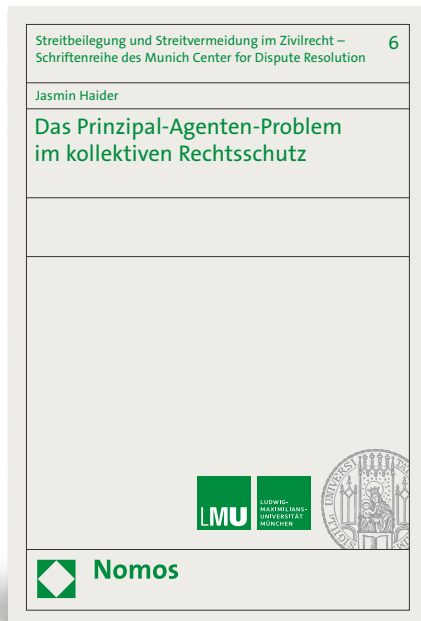 Streitbeilegung und Streitvermeidung im Zivilrecht –
Schriftenreihe des Munich Center for Dispute Resolution
6
Jasmin Haider
Das Prinzipal-Agenten-Problem
im kollektiven Rechtsschutz
LMU
LUDWIG-
MAXIMILIANS-
UNIVERSITÄT
MÜNCHEN
Nomos